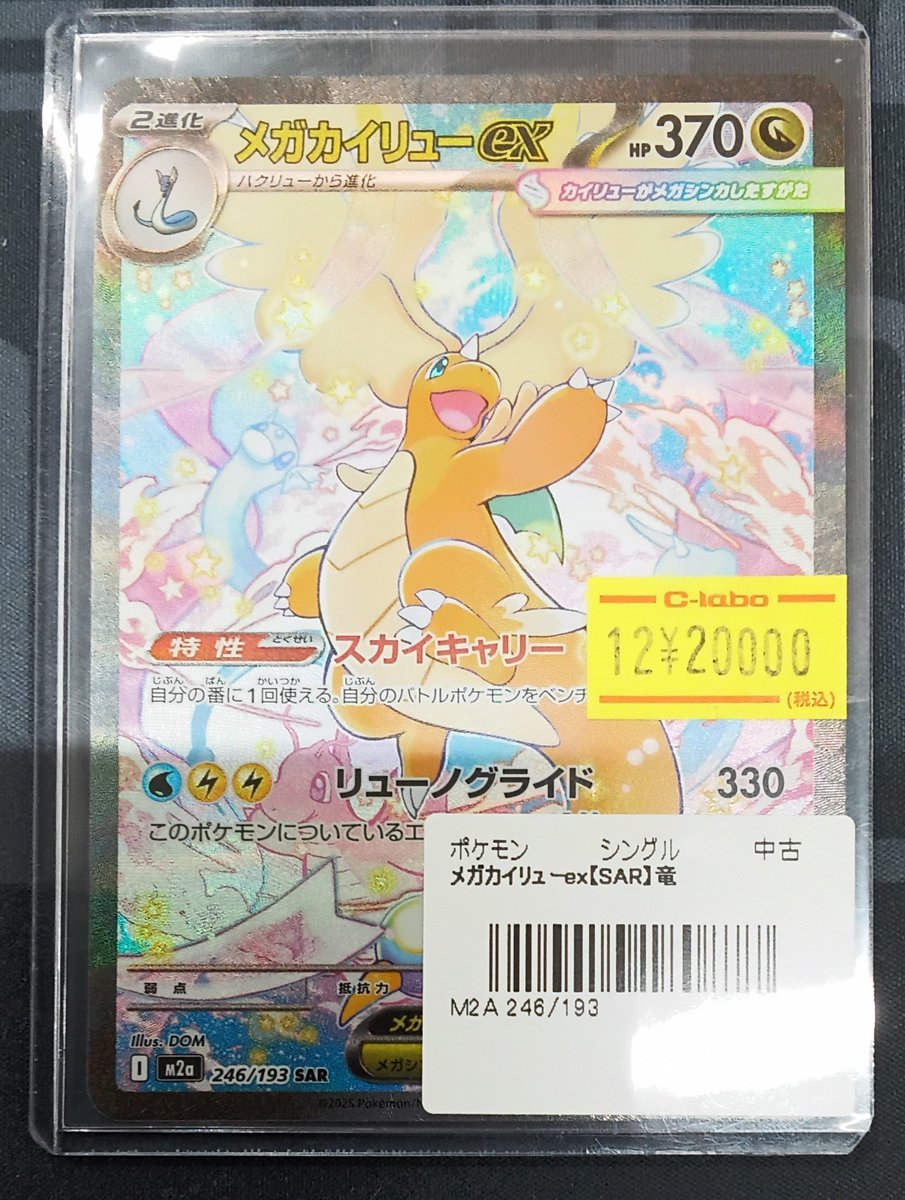 2進化
メガカイリューex
HP370
ハクリューから進化
カイリューがメガシンカしたすがた
特性
とくせい
スカイキャリー
C-labo
12¥20000
(税込)
じぶん ばん かいつか じぶん
自分の番に1回使える。自分のバトルポケモンをベンチ
リューノグライド 330
このポケモンについているエ
ポケモン シングル 中古
メガカイリューex【SAR】竜
M2A 246/193
弱点 抵抗力
メガ
メガシ
Illus. DOM
I m2a 246/193 SAR
©2025 Pokémon/N